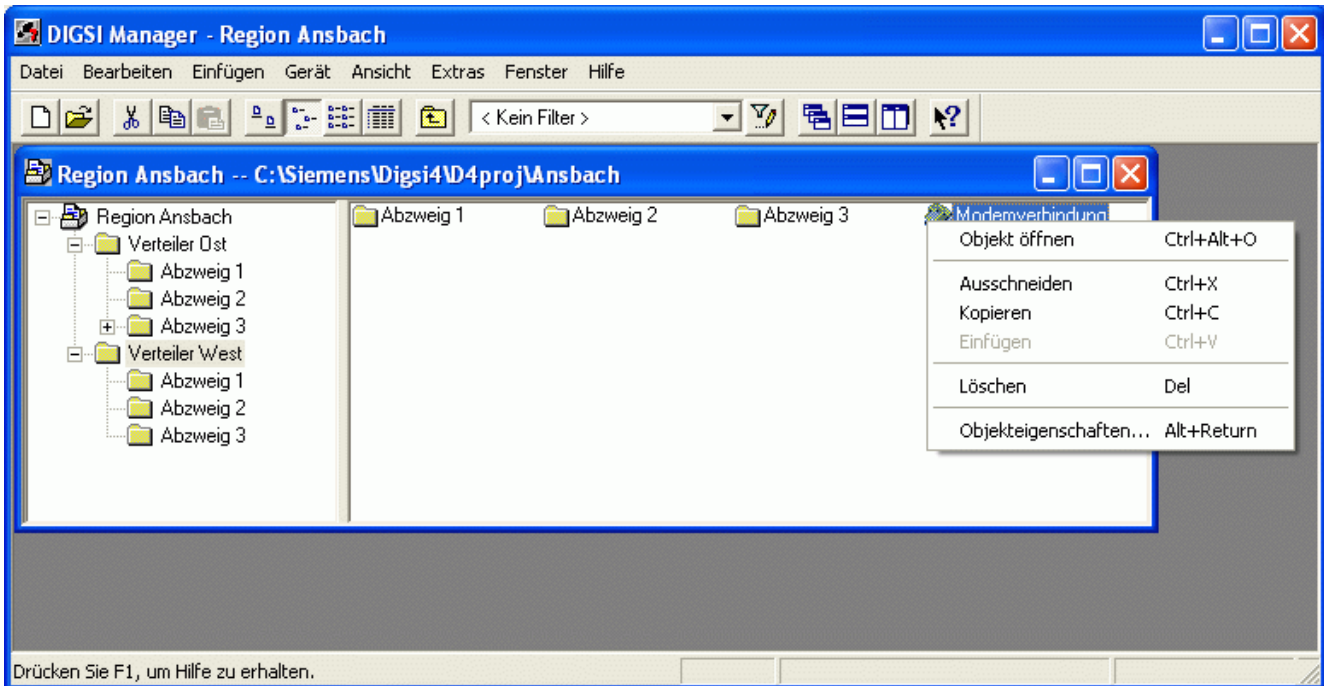 DIGSI Manager - Region Ansbach
Datei Bearbeiten Einfügen Gerät Ansicht Extras Fenster Hilfe
< Kein Filter >
Region Ansbach -- C:\Siemens\Digsi4\D4proj\Ansbach
Region Ansbach
Verteiler Ost
Abzweig 1
Abzweig 2
Abzweig 3
Verteiler West
Abzweig 1
Abzweig 2
Abzweig 3
Abzweig 1 Abzweig 2 Abzweig 3 Modemverbindung
Objekt öffnen Ctrl+Alt+O
Ausschneiden Ctrl+X
Kopieren Ctrl+C
Einfügen Ctrl+V
Löschen Del
Objekteigenschaften... Alt+Return
Drücken Sie F1, um Hilfe zu erhalten.